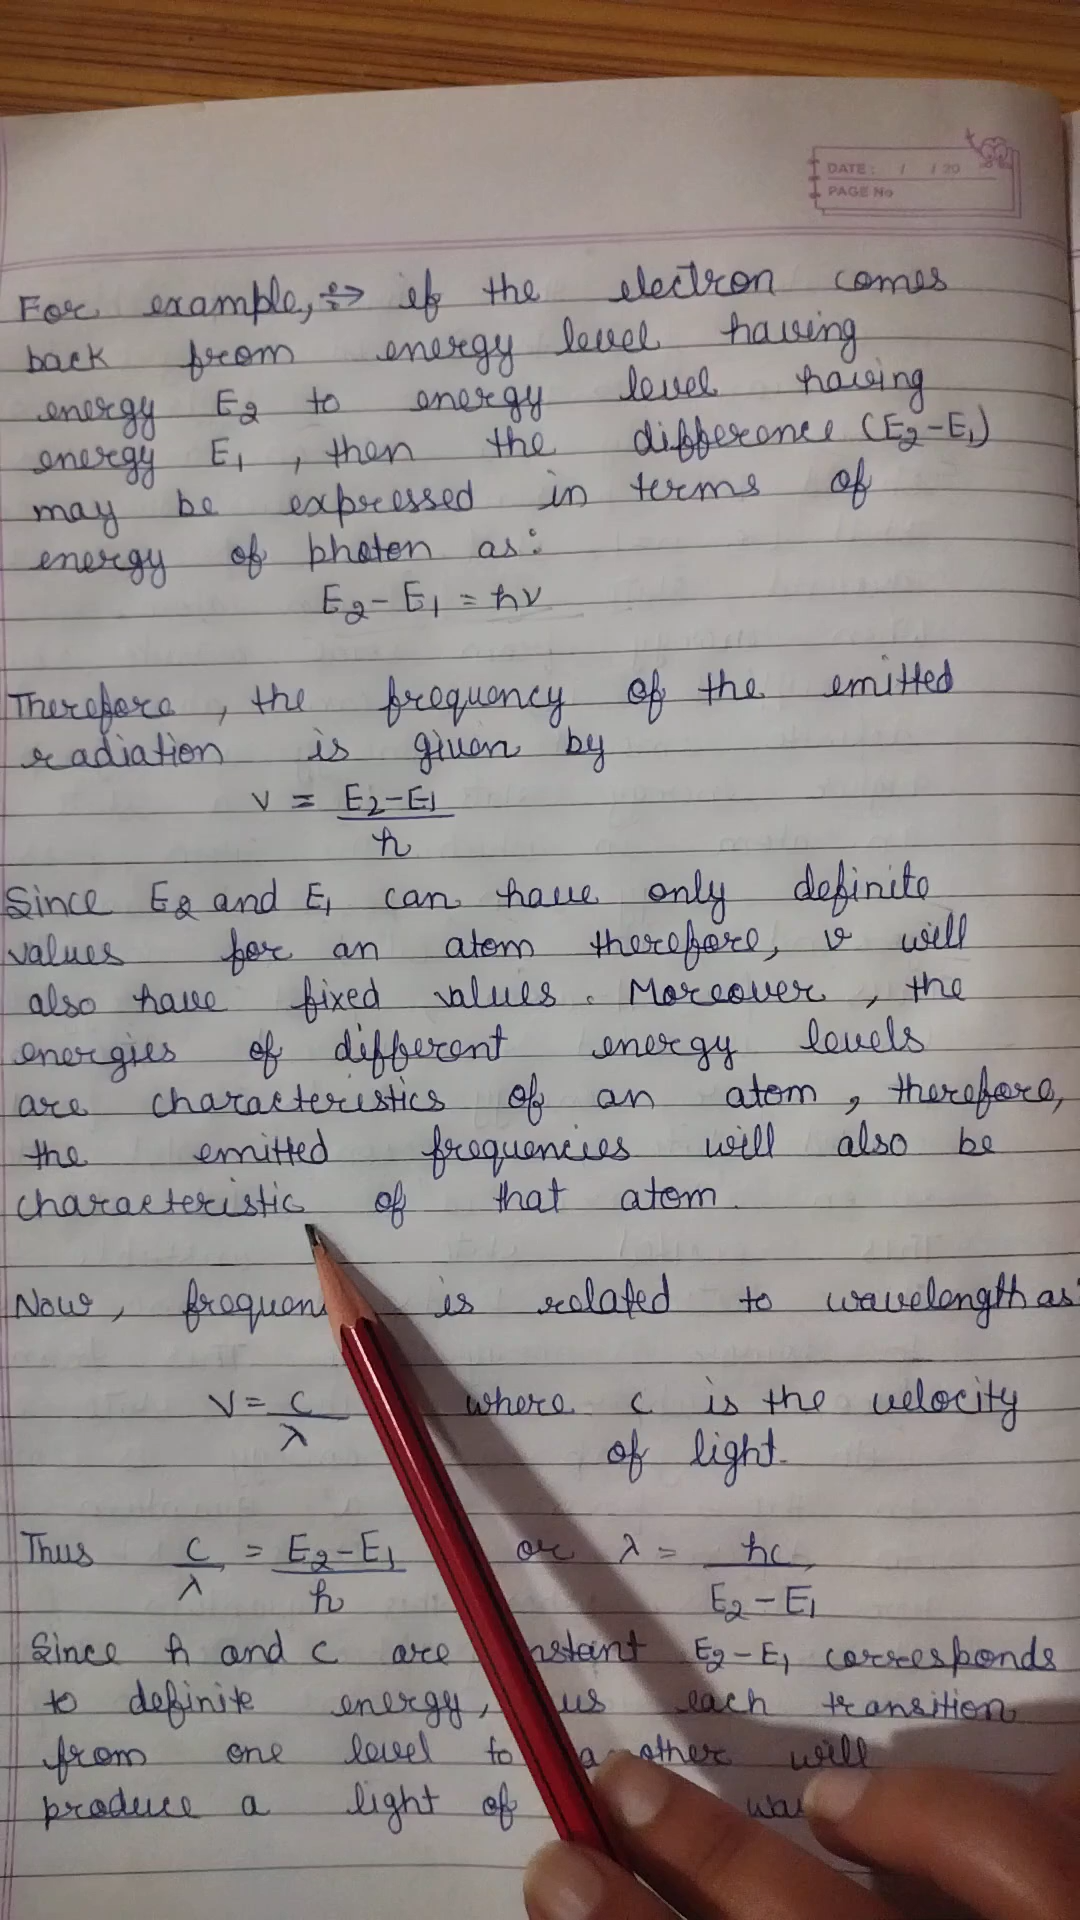 DATE: / / 20
PAGE No
For example, ⇒ if the electron comes
back from energy level having
energy E₂ to energy level having
energy E₁, then the difference (E₂-E₁)
may be expressed in terms of
energy of photon as:
E₂-E₁ = hν
Therefore, the frequency of the emitted
radiation is given by
ν = E₂-E₁
h
Since E₂ and E₁ can have only definite
values for an atom therefore, ν will
also have fixed values. Moreover, the
energies of different energy levels
are characteristics of an atom, therefore,
the emitted frequencies will also be
characteristic of that atom.
Now, frequen is related to wavelength as:
ν = c where c is the velocity
λ of light.
Thus c = E₂-E₁ or λ = hc
λ h E₂-E₁
Since h and c are nstant E₂-E₁ corresponds
to definite energy, us each transition
from one level to a other will
produce a light of wa